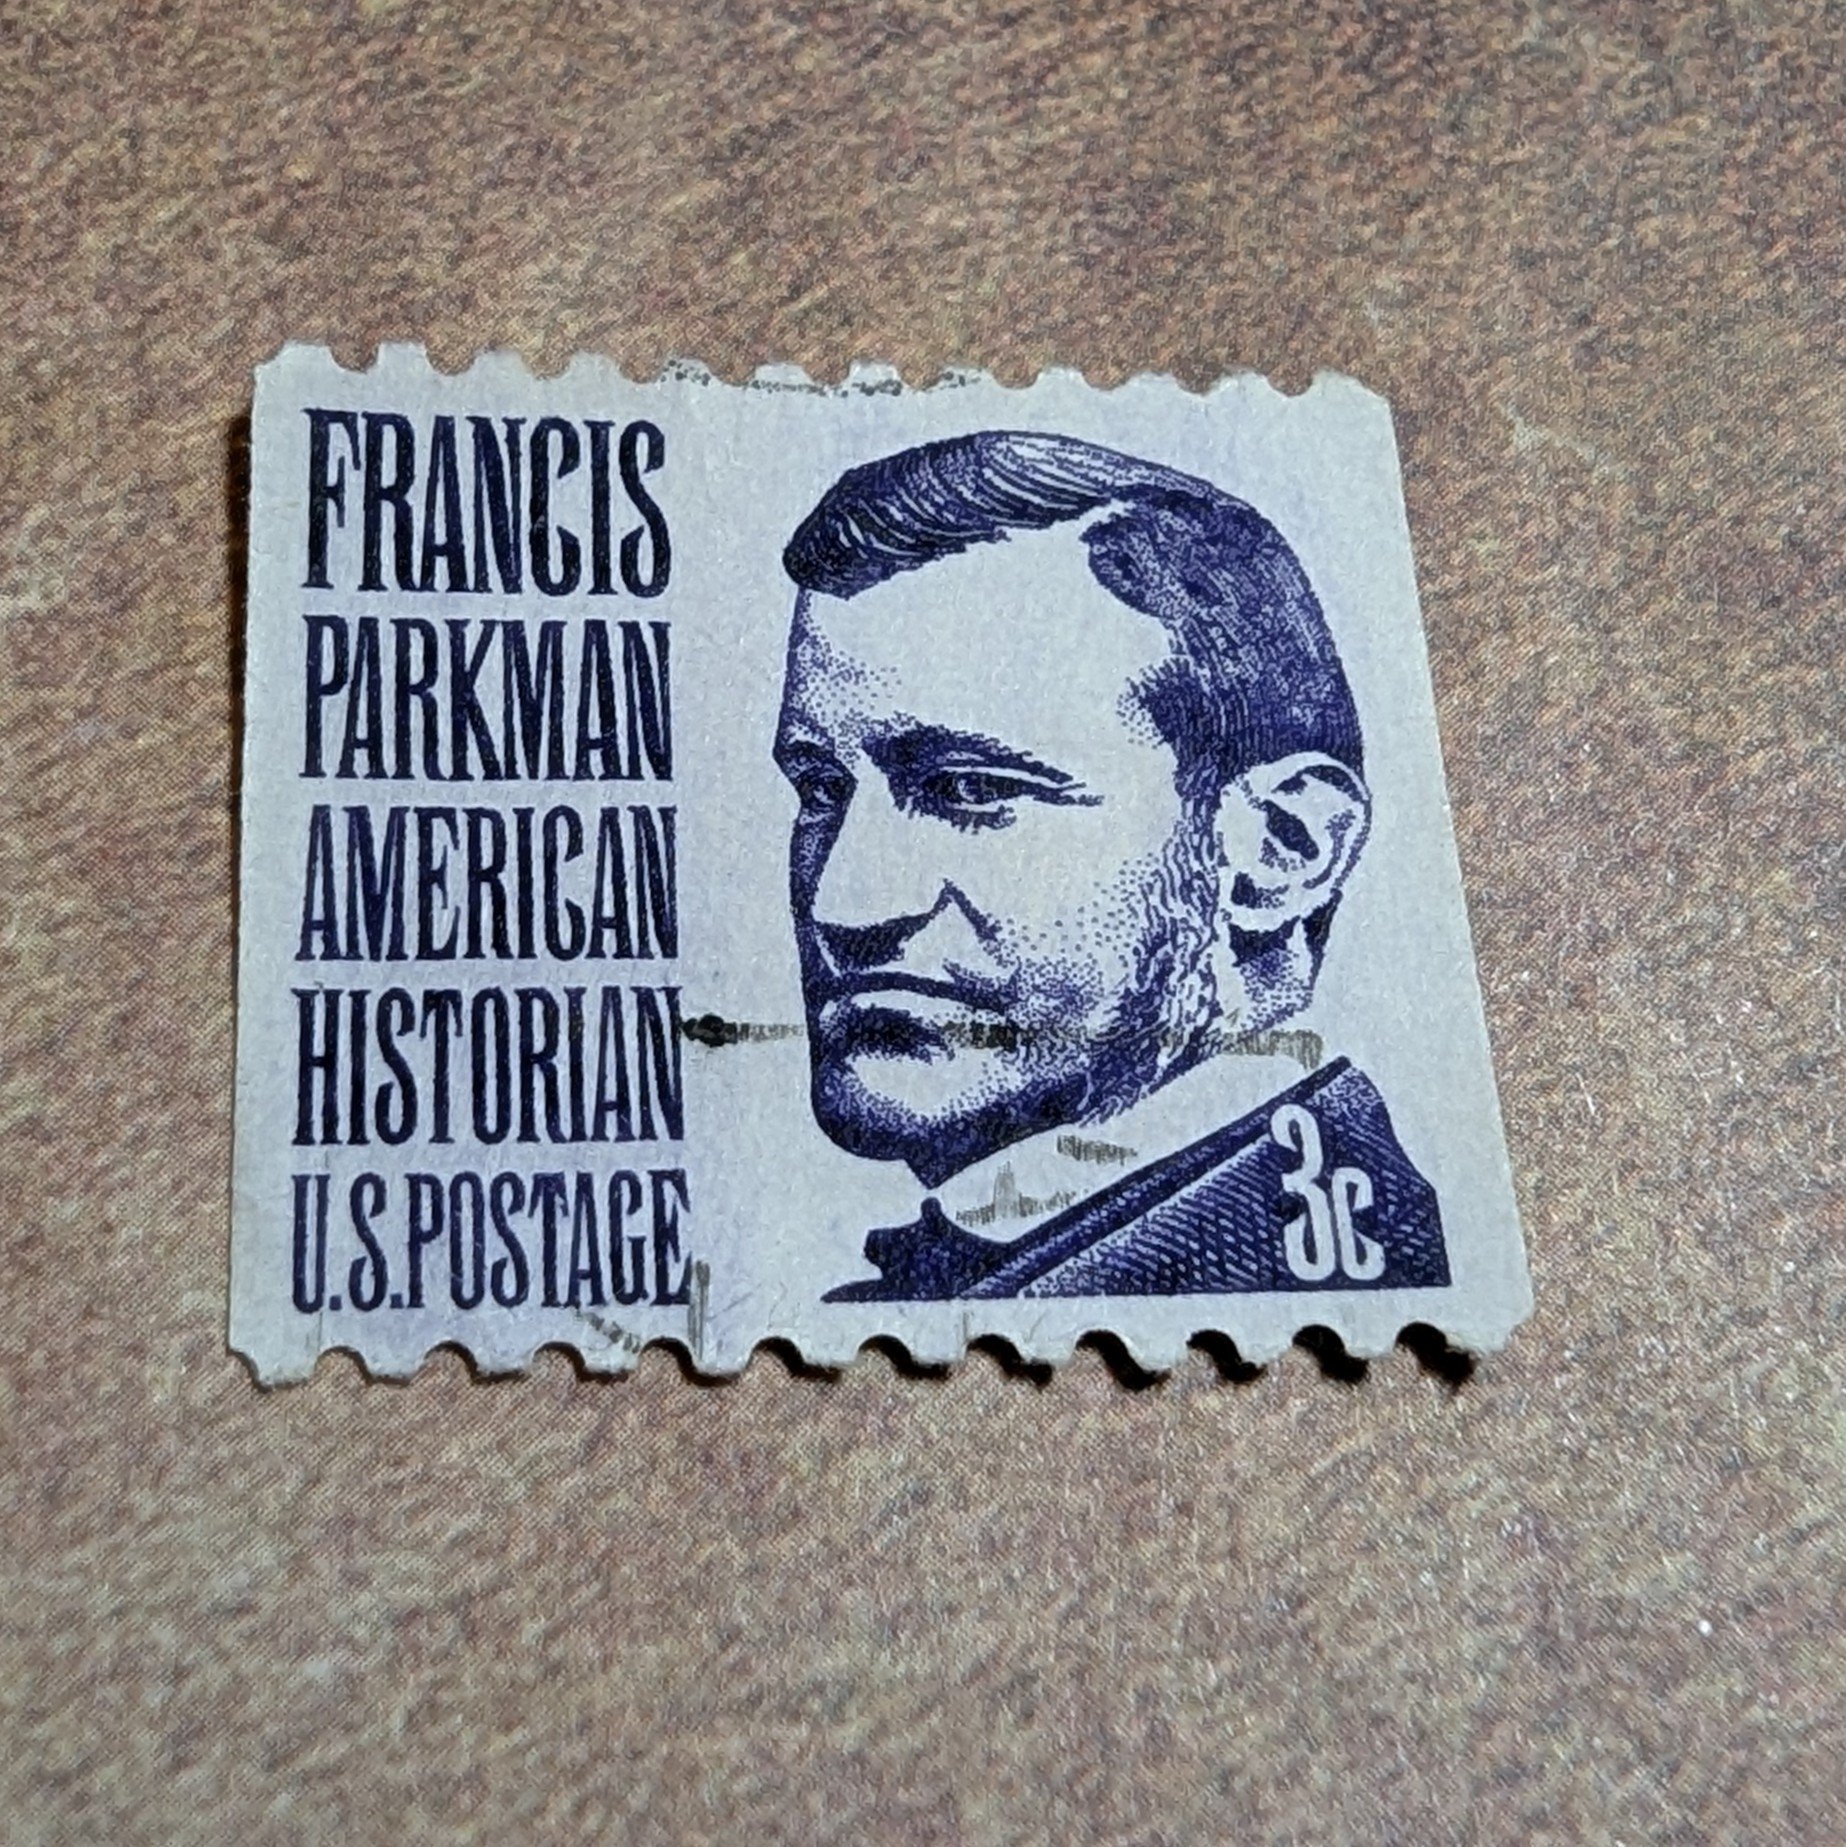 FRANCIS
PARKMAN
AMERICAN
HISTORIAN
U.S.POSTAGE
3c